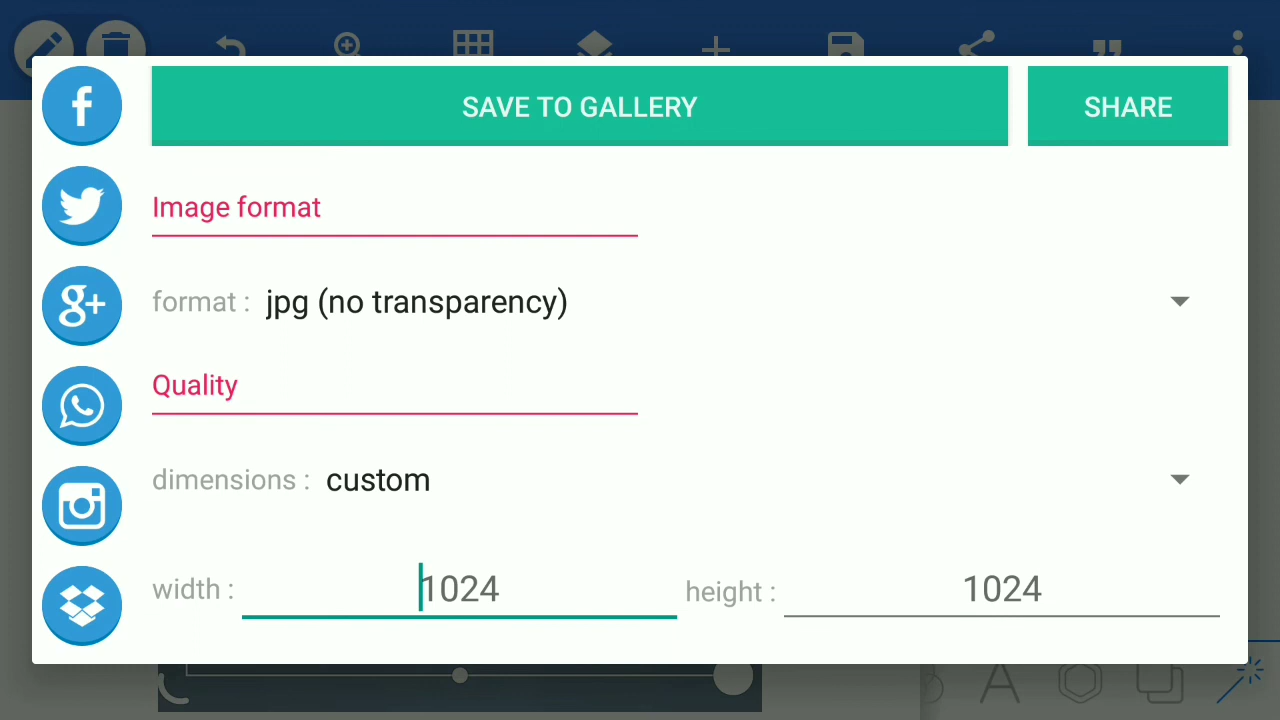 SAVE TO GALLERY
SHARE
Image format
format : jpg (no transparency)
Quality
dimensions : custom
width : 1024 height : 1024